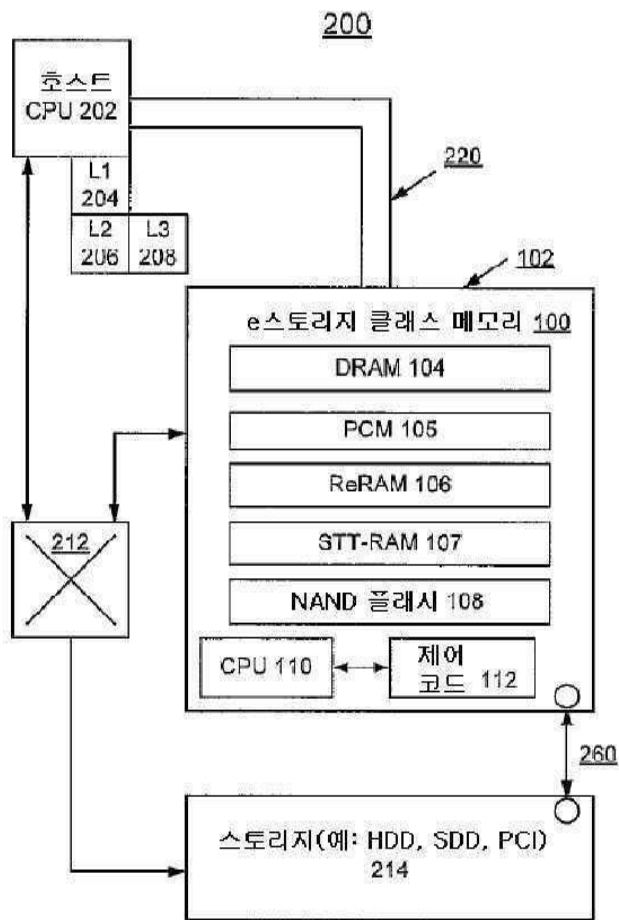 200
호스트
CPU 202
L1
204
L2
206
L3
208
220
102
e스토리지 클래스 메모리 100
DRAM 104
PCM 105
ReRAM 106
STT-RAM 107
NAND 플래시 108
CPU 110
제어
코드 112
212
260
스토리지(예: HDD, SDD, PCI)
214